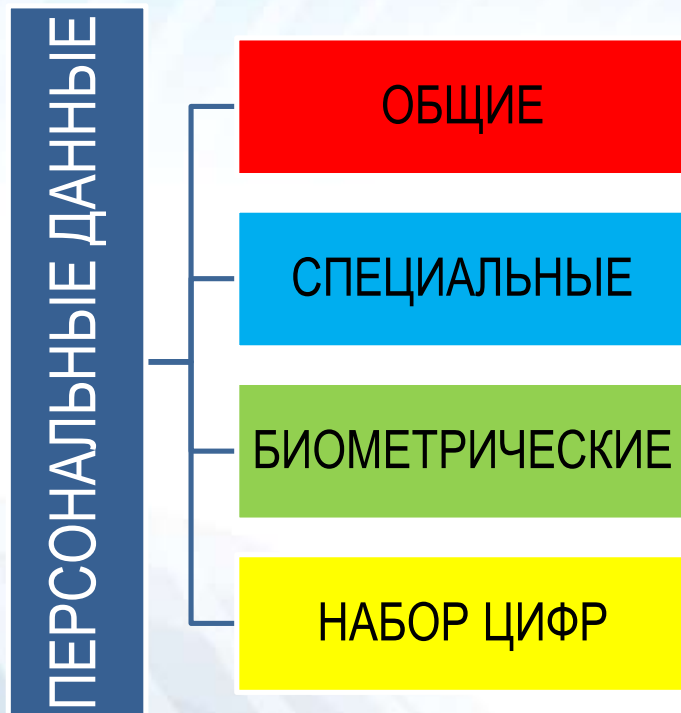 ПЕРСОНАЛЬНЫЕ ДАННЫЕ
ОБЩИЕ
СПЕЦИАЛЬНЫЕ
БИОМЕТРИЧЕСКИЕ
НАБОР ЦИФР